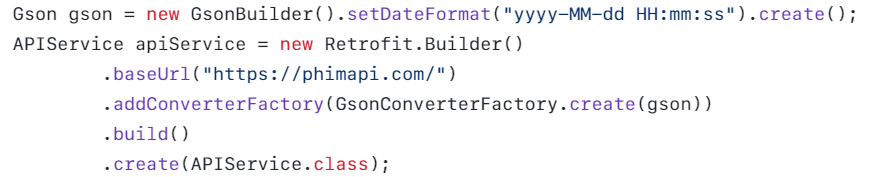 Gson gson = new GsonBuilder().setDateFormat("yyyy-MM-dd HH:mm:ss").create();
APIService apiService = new Retrofit.Builder()
        .baseUrl("https://phimapi.com/")
        .addConverterFactory(GsonConverterFactory.create(gson))
        .build()
        .create(APIService.class);